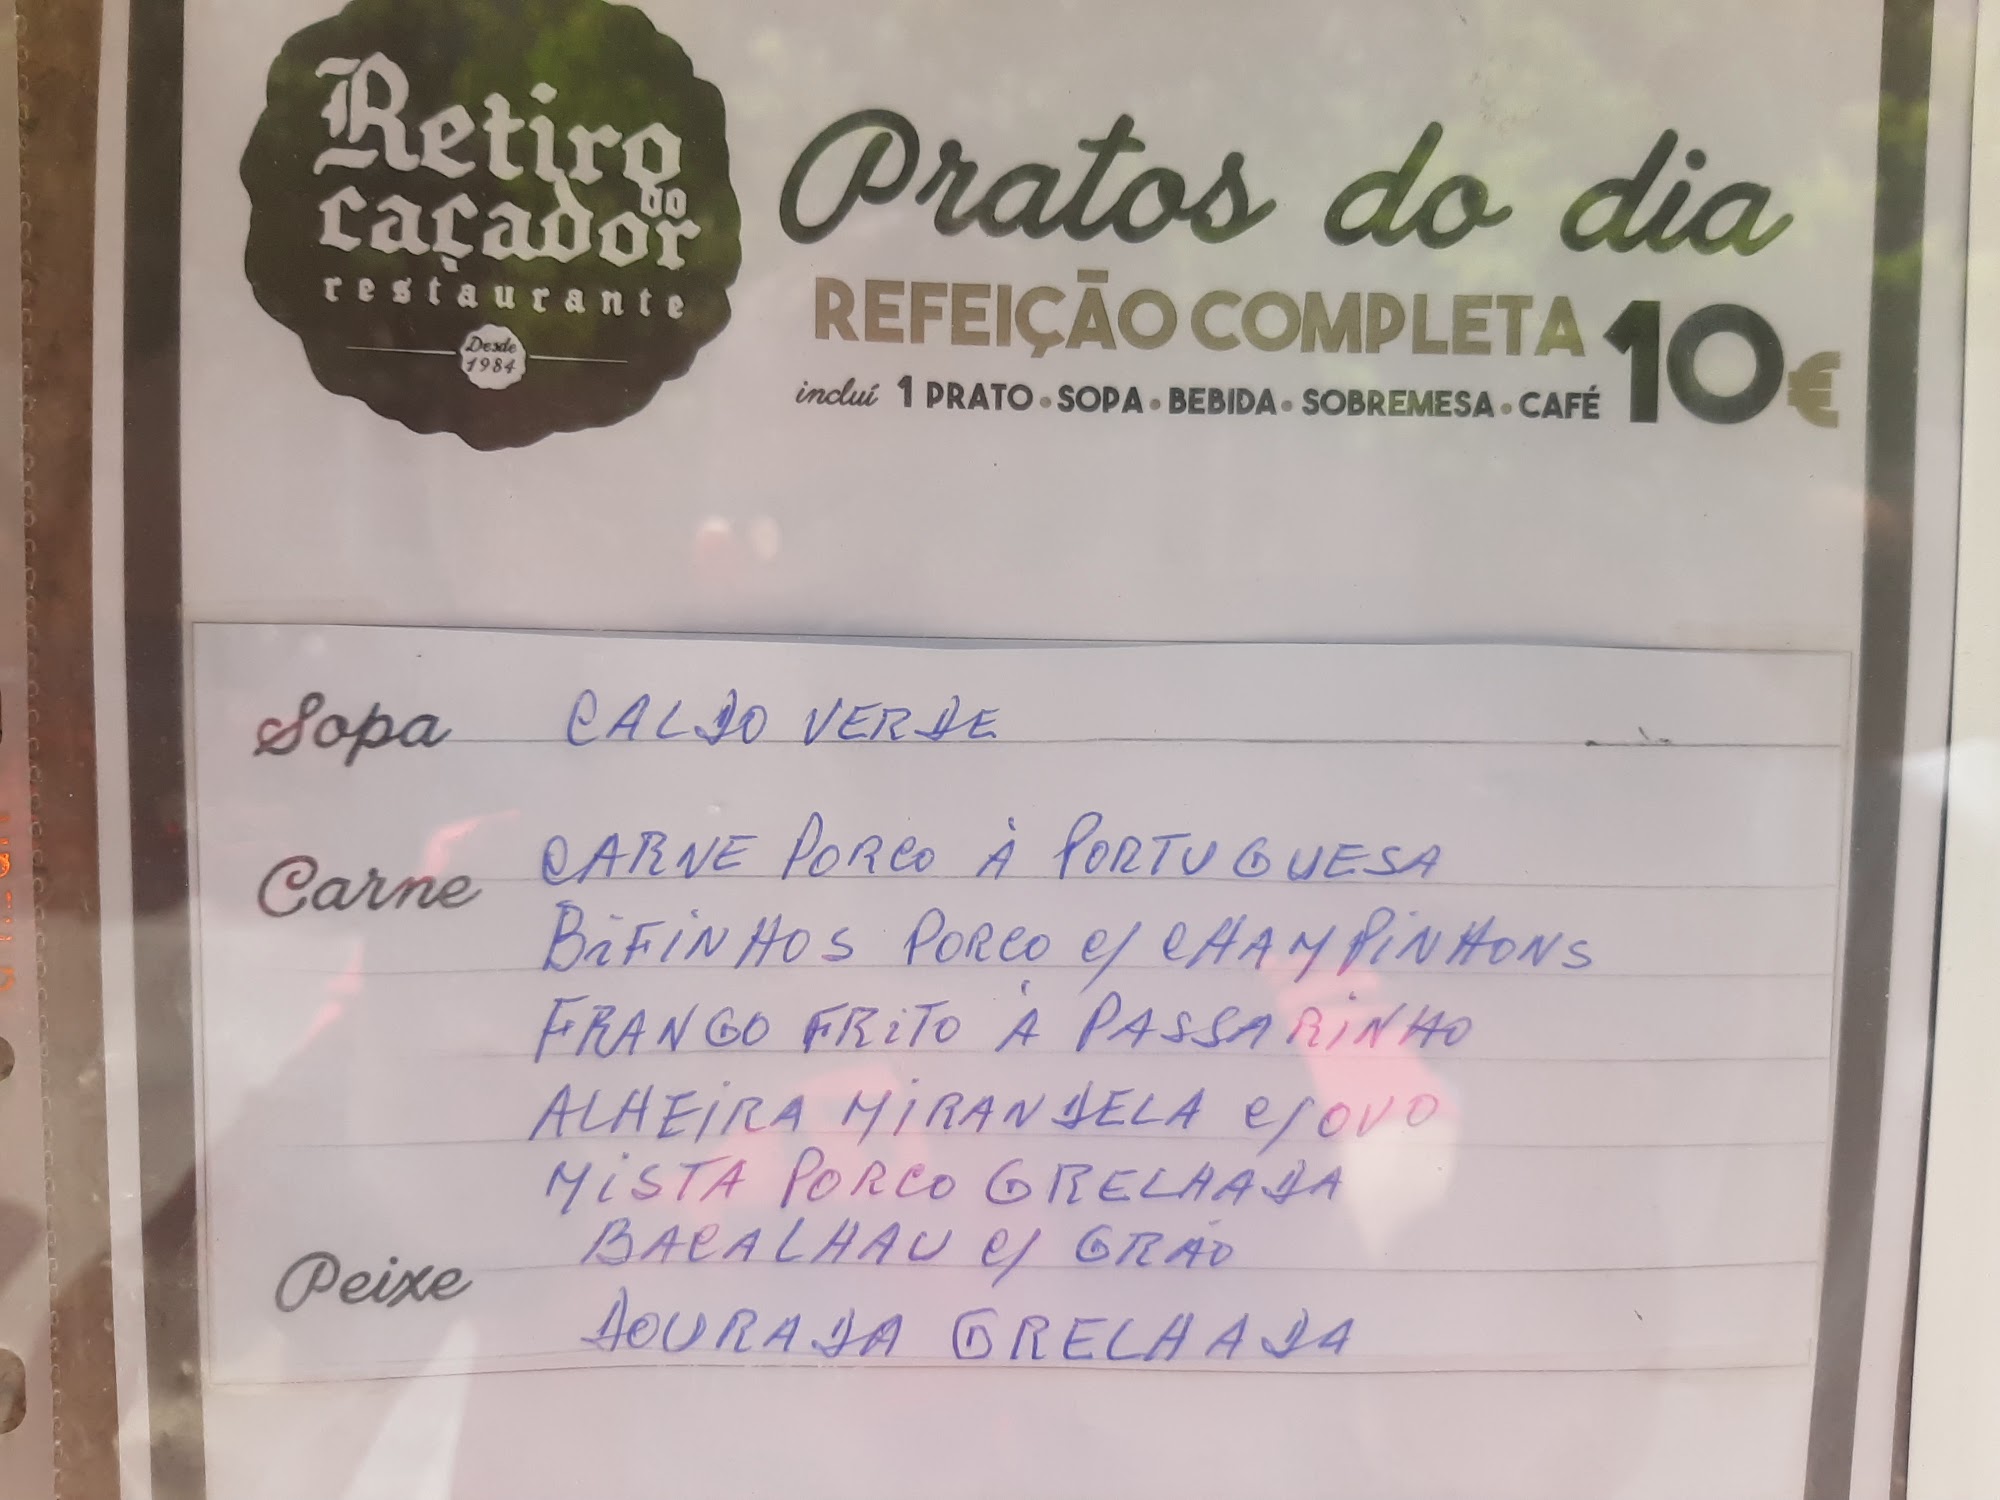 Retiro
do
caçador
restaurante
Desde
1984
Pratos do dia
REFEIÇÃO COMPLETA 10€
incluí 1 PRATO • SOPA • BEBIDA • SOBREMESA • CAFÉ
Sopa CALDO VERDE
Carne CARNE PORCO À PORTUGUESA
BIFINHOS PORCO C/ CHAMPINHONS
FRANGO FRITO À PASSARINHO
ALHEIRA MIRANDELA C/ OVO
MISTA PORCO GRELHADA
Peixe BACALHAU C/ GRÃO
DOURADA GRELHADA